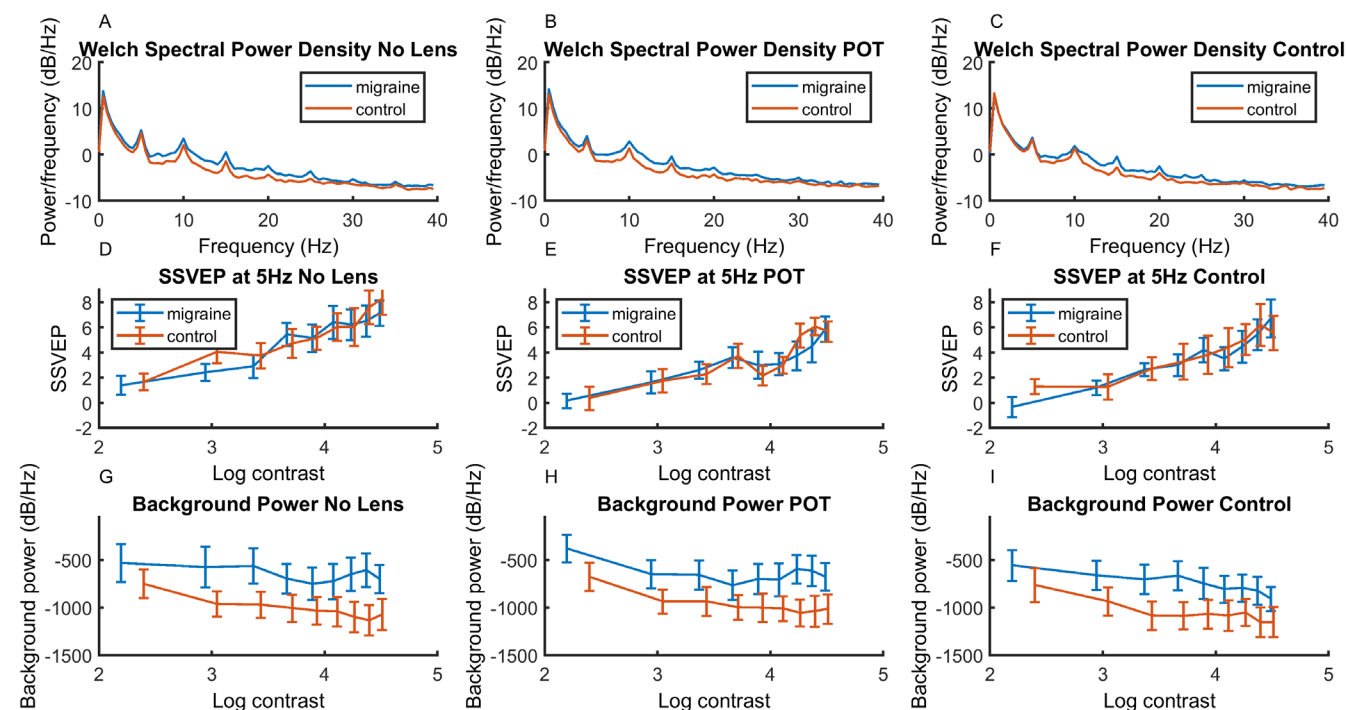 A
Welch Spectral Power Density No Lens
Power/frequency (dB/Hz)
20
10
0
-10
migraine
control
0 10 20 30 40
Frequency (Hz)
B
Welch Spectral Power Density POT
Power/frequency (dB/Hz)
20
10
0
-10
migraine
control
0 10 20 30 40
Frequency (Hz)
C
Welch Spectral Power Density Control
Power/frequency (dB/Hz)
20
10
0
-10
migraine
control
0 10 20 30 40
Frequency (Hz)
D
SSVEP at 5Hz No Lens
SSVEP
8
6
4
2
0
-2
migraine
control
2 3 4 5
Log contrast
E
SSVEP at 5Hz POT
SSVEP
8
6
4
2
0
-2
migraine
control
2 3 4 5
Log contrast
F
SSVEP at 5Hz Control
SSVEP
8
6
4
2
0
-2
migraine
control
2 3 4 5
Log contrast
G
Background Power No Lens
Background power (dB/Hz)
-500
-1000
-1500
2 3 4 5
Log contrast
H
Background Power POT
Background power (dB/Hz)
-500
-1000
-1500
2 3 4 5
Log contrast
I
Background Power Control
Background power (dB/Hz)
-500
-1000
-1500
2 3 4 5
Log contrast